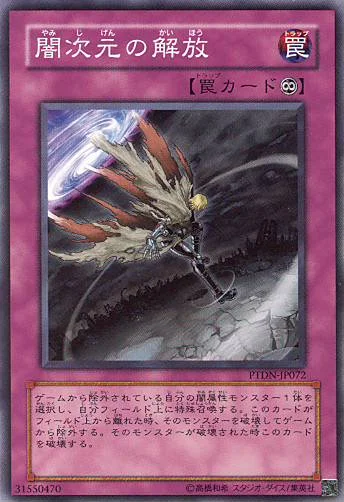 闇次元の解放
【罠カード∞】
罠
PTDN-JP072
ゲームから除外されている自分の闇属性モンスター1体を
選択し、自分フィールド上に特殊召喚する。このカードが
フィールド上から離れた時、そのモンスターを破壊してゲーム
から除外する。そのモンスターが破壊された時このカード
を破壊する。
31550470
©高橋和希 スタジオ・ダイス/集英社